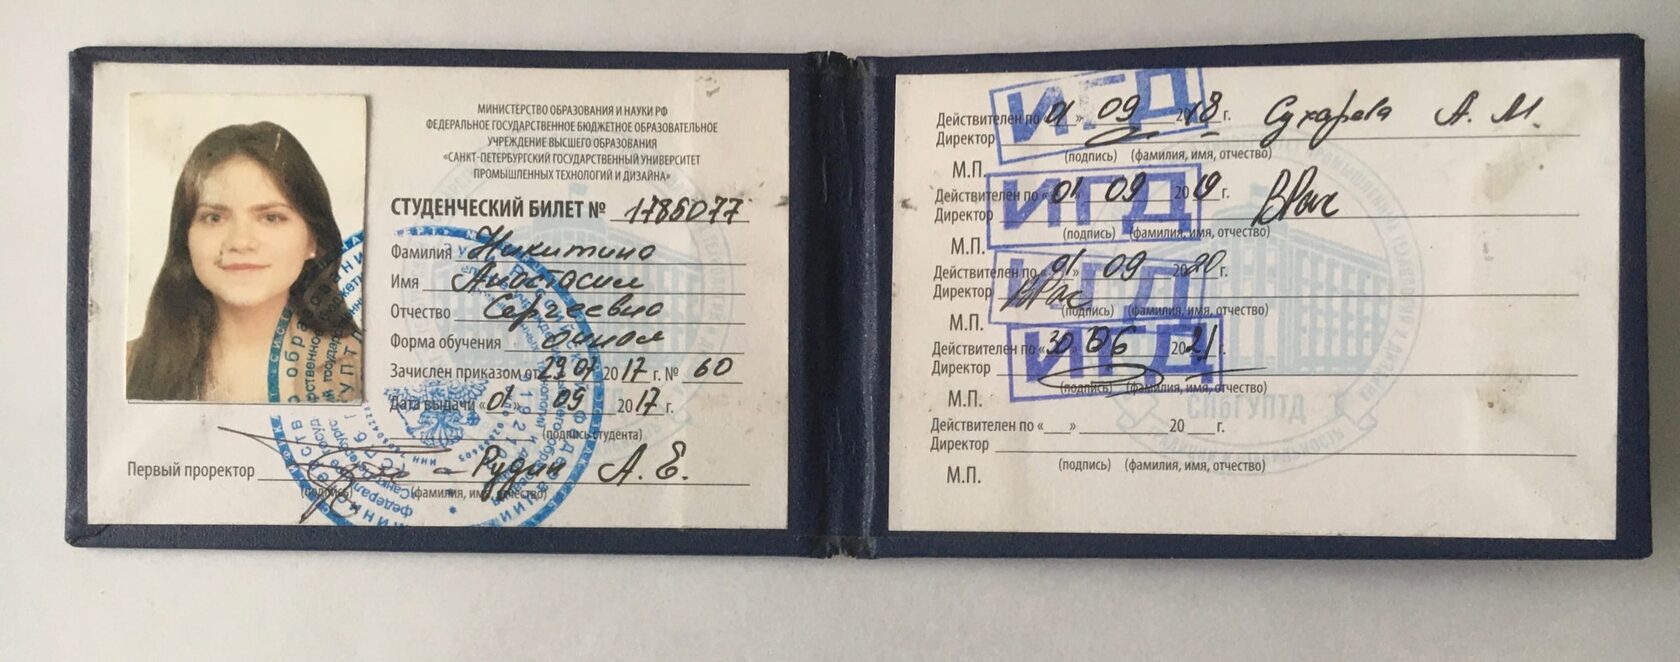 МИНИСТЕРСТВО ОБРАЗОВАНИЯ И НАУКИ РФ
ФЕДЕРАЛЬНОЕ ГОСУДАРСТВЕННОЕ БЮДЖЕТНОЕ ОБРАЗОВАТЕЛЬНОЕ
УЧРЕЖДЕНИЕ ВЫСШЕГО ОБРАЗОВАНИЯ
«САНКТ-ПЕТЕРБУРГСКИЙ ГОСУДАРСТВЕННЫЙ УНИВЕРСИТЕТ
ПРОМЫШЛЕННЫХ ТЕХНОЛОГИЙ И ДИЗАЙНА»
СТУДЕНЧЕСКИЙ БИЛЕТ № 1786077
Фамилия Никитина
Имя Анастасия
Отчество Сергеевна
Форма обучения очная
Зачислен приказом от 29.07 2017 г. № 60
Дата выдачи «01» 09 2017 г.
(подпись студента)
Первый проректор Рудин А. Е.
(подпись) (фамилия, имя, отчество)
ИГД
Действителен по «01» 09 2018 г. Сухарева А. М.
Директор
(подпись) (фамилия, имя, отчество)
М.П.
ИГД
Действителен по «01» 09 2019 г.
Директор
(подпись) (фамилия, имя, отчество)
М.П.
ИГД
Действителен по «01» 09 2020 г.
Директор
(подпись) (фамилия, имя, отчество)
М.П.
ИГД
Действителен по «30» 06 2021 г.
Директор
(подпись) (фамилия, имя, отчество)
М.П.
СПбГУПТД
Действителен по «___» 20___г.
Директор
(подпись) (фамилия, имя, отчество)
М.П.